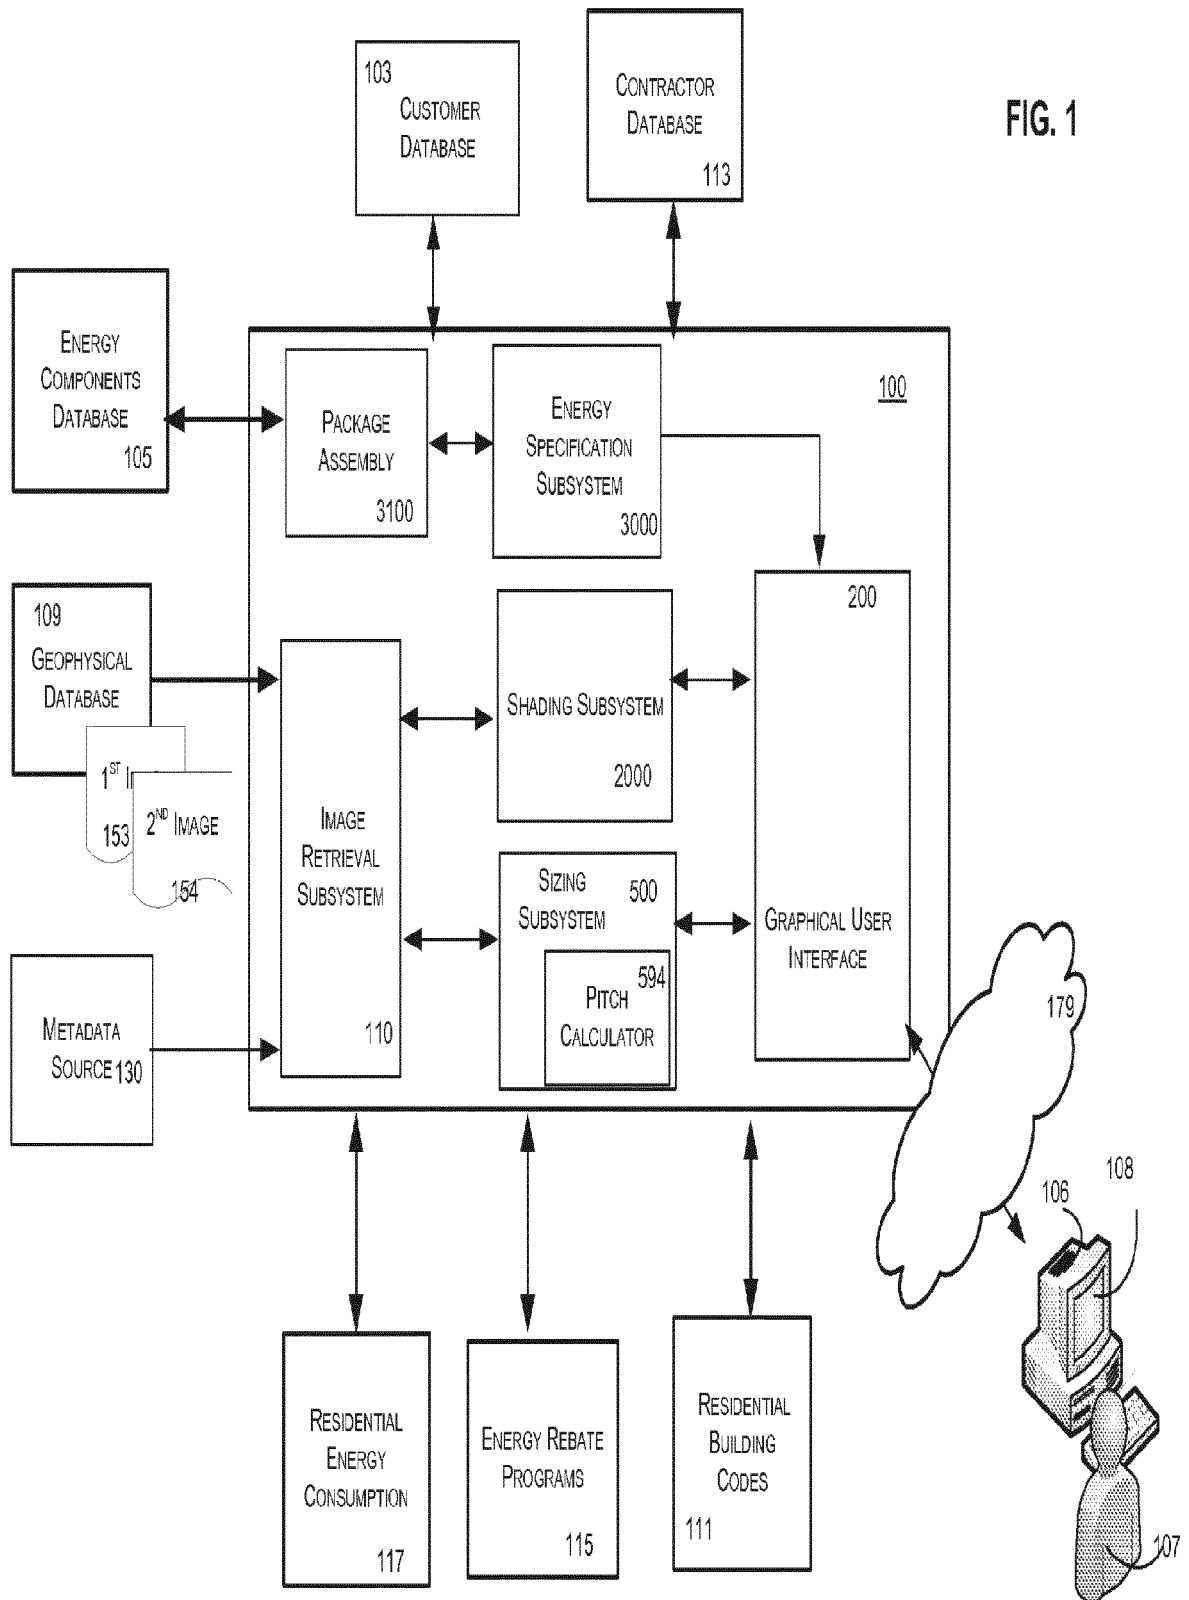 FIG. 1
103
CUSTOMER
DATABASE
CONTRACTOR
DATABASE
113
ENERGY
COMPONENTS
DATABASE
105
100
PACKAGE
ASSEMBLY
3100
ENERGY
SPECIFICATION
SUBSYSTEM
3000
109
GEOPHYSICAL
DATABASE
1ST I
153
2ND IMAGE
154
200
GRAPHICAL USER
INTERFACE
SHADING SUBSYSTEM
2000
IMAGE
RETRIEVAL
SUBSYSTEM
110
SIZING
SUBSYSTEM
500
594
PITCH
CALCULATOR
METADATA
SOURCE 130
179
106
108
107
RESIDENTIAL
ENERGY
CONSUMPTION
117
ENERGY REBATE
PROGRAMS
115
RESIDENTIAL
BUILDING
CODES
111